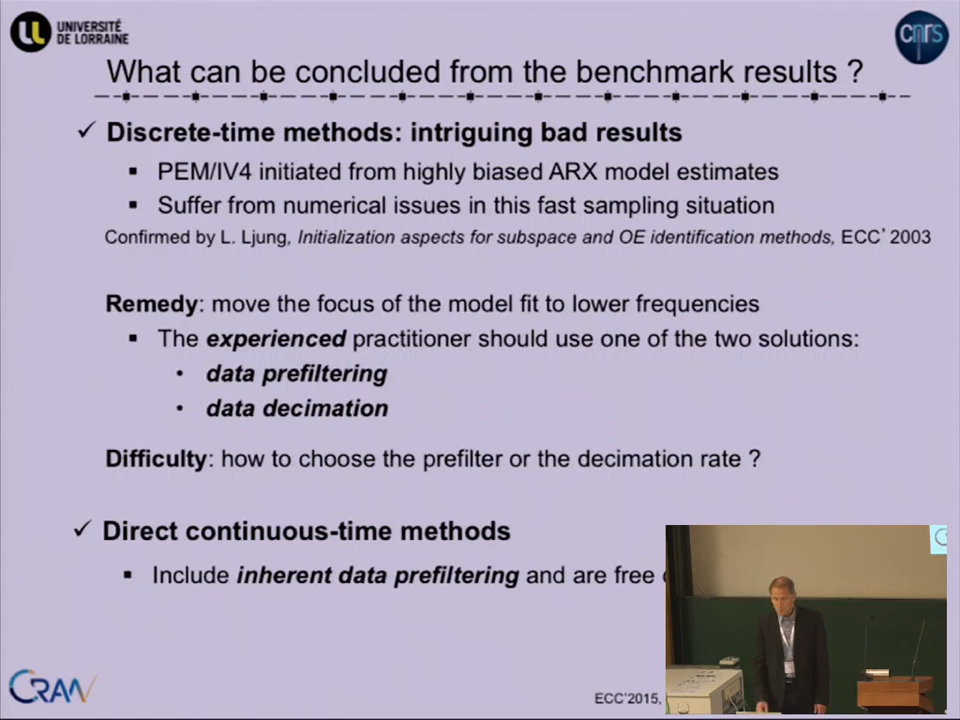 UNIVERSITÉ
DE LORRAINE
cnrs
What can be concluded from the benchmark results ?
✓ Discrete-time methods: intriguing bad results
▪ PEM/IV4 initiated from highly biased ARX model estimates
▪ Suffer from numerical issues in this fast sampling situation
Confirmed by L. Ljung, Initialization aspects for subspace and OE identification methods, ECC' 2003
Remedy: move the focus of the model fit to lower frequencies
▪ The experienced practitioner should use one of the two solutions:
• data prefiltering
• data decimation
Difficulty: how to choose the prefilter or the decimation rate ?
✓ Direct continuous-time methods
▪ Include inherent data prefiltering and are free
CRAN
ECC'2015,